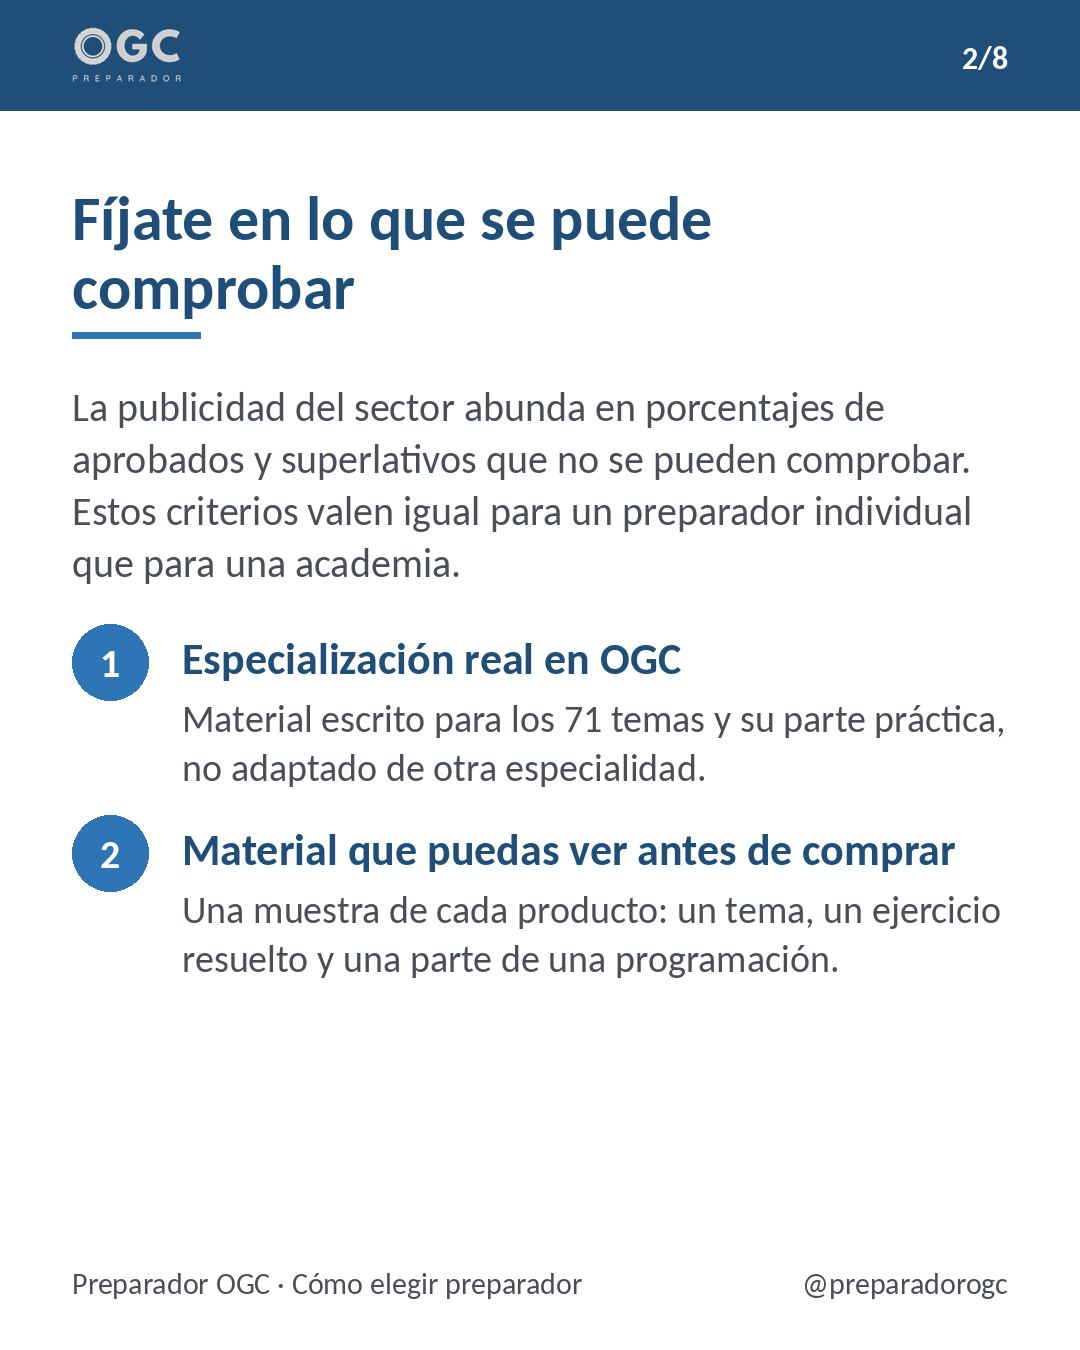 OGC
PREPARADOR
2/8
Fíjate en lo que se puede
comprobar
La publicidad del sector abunda en porcentajes de
aprobados y superlativos que no se pueden comprobar.
Estos criterios valen igual para un preparador individual
que para una academia.
1
Especialización real en OGC
Material escrito para los 71 temas y su parte práctica,
no adaptado de otra especialidad.
2
Material que puedas ver antes de comprar
Una muestra de cada producto: un tema, un ejercicio
resuelto y una parte de una programación.
Preparador OGC · Cómo elegir preparador
@preparadorogc